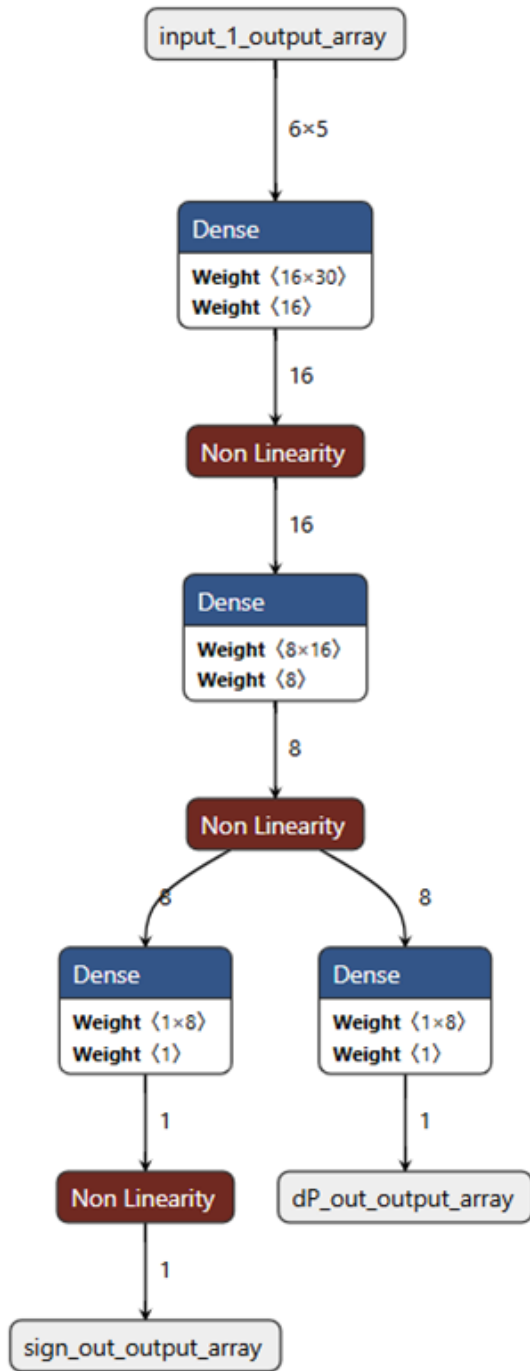 input_1_output_array
6×5
Dense
Weight 〈16×30〉
Weight 〈16〉
16
Non Linearity
16
Dense
Weight 〈8×16〉
Weight 〈8〉
8
Non Linearity
8
8
Dense
Weight 〈1×8〉
Weight 〈1〉
Dense
Weight 〈1×8〉
Weight 〈1〉
1
1
Non Linearity
dP_out_output_array
1
sign_out_output_array